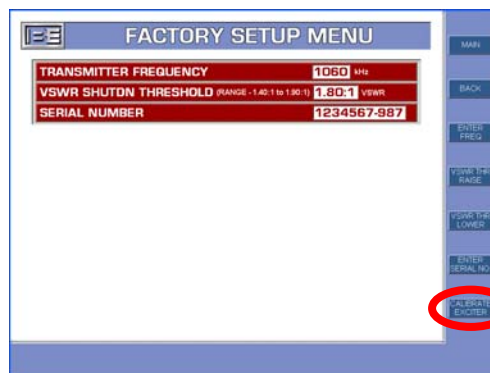 BE
FACTORY SETUP MENU
TRANSMITTER FREQUENCY 1060 kHz
VSWR SHUTDN THRESHOLD (RANGE - 1.40:1 to 1.90:1) 1.80:1 VSWR
SERIAL NUMBER 1234567-987
MAIN
BACK
ENTER
FREQ
VSWR THR
RAISE
VSWR THR
LOWER
ENTER
SERIAL NO
CALIBRATE
EXCITER